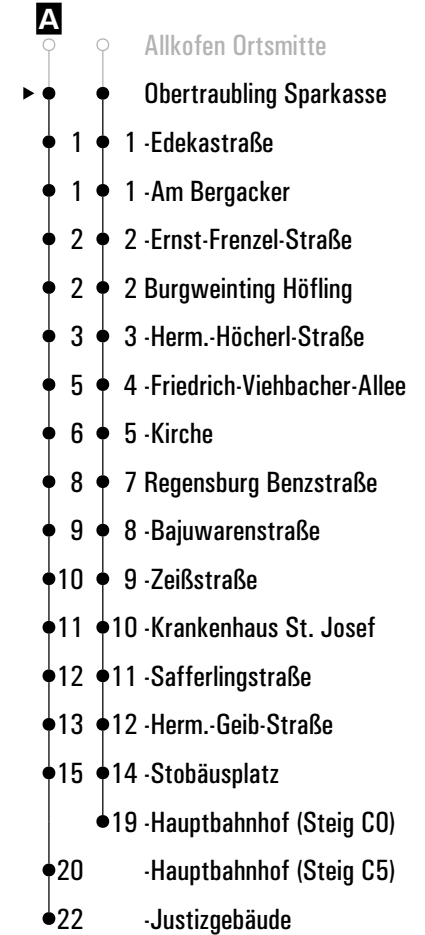 A
Allkofen Ortsmitte
Obertraubling Sparkasse
1 1 -Edekastraße
1 1 -Am Bergacker
2 2 -Ernst-Frenzel-Straße
2 2 Burgweinting Höfling
3 3 -Herm.-Höcherl-Straße
5 4 -Friedrich-Viehbacher-Allee
6 5 -Kirche
8 7 Regensburg Benzstraße
9 8 -Bajuwarenstraße
10 9 -Zeißstraße
11 10 -Krankenhaus St. Josef
12 11 -Safferlingstraße
13 12 -Herm.-Geib-Straße
15 14 -Stobäusplatz
19 -Hauptbahnhof (Steig C0)
20 -Hauptbahnhof (Steig C5)
22 -Justizgebäude